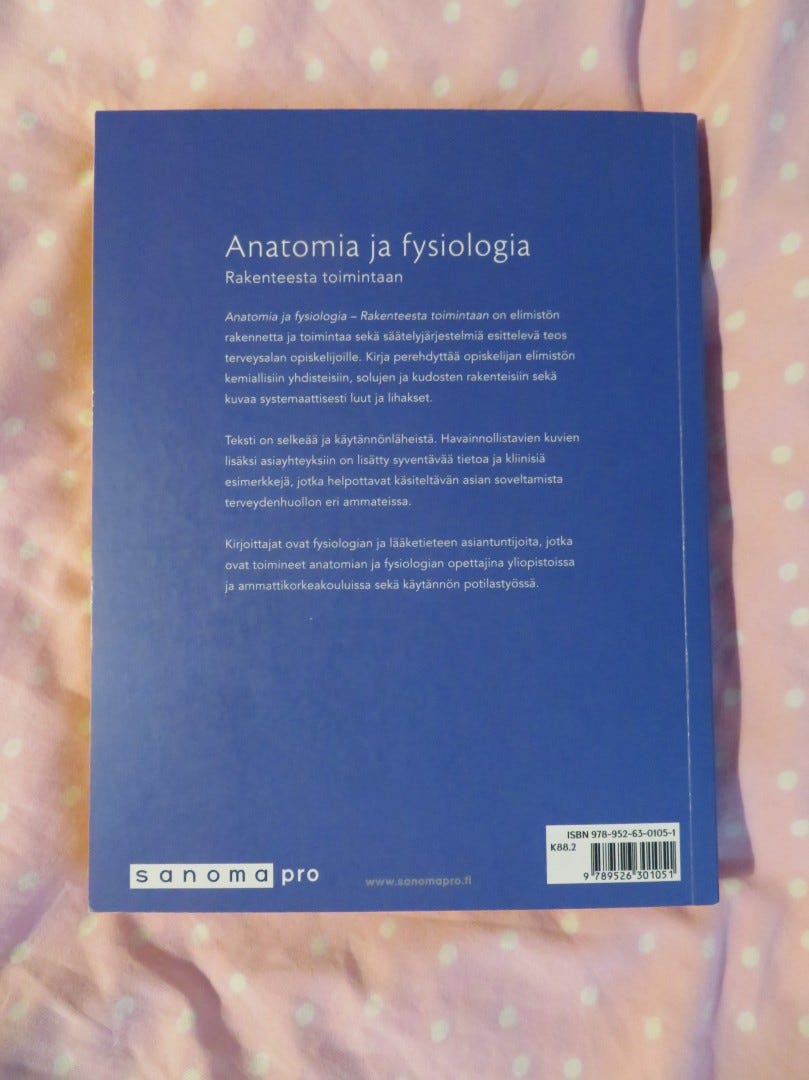 Anatomia ja fysiologia
Rakenteesta toimintaan
Anatomia ja fysiologia – Rakenteesta toimintaan on elimistön
rakennetta ja toimintaa sekä säätelyjärjestelmiä esittelevä teos
terveysalan opiskelijoille. Kirja perehdyttää opiskelijan elimistön
kemiallisiin yhdisteisiin, solujen ja kudosten rakenteisiin sekä
kuvaa systemaattisesti luut ja lihakset.
Teksti on selkeää ja käytännönläheistä. Havainnollistavien kuvien
lisäksi asiayhteyksiin on lisätty syventävää tietoa ja kliinisiä
esimerkkejä, jotka helpottavat käsiteltävän asian soveltamista
terveydenhuollon eri ammateissa.
Kirjoittajat ovat fysiologian ja lääketieteen asiantuntijoita, jotka
ovat toimineet anatomian ja fysiologian opettajina yliopistoissa
ja ammattikorkeakouluissa sekä käytännön potilastyössä.
ISBN 978-952-63-0105-1
K88.2
9 789526 301051
sanoma pro
www.sanomapro.fi